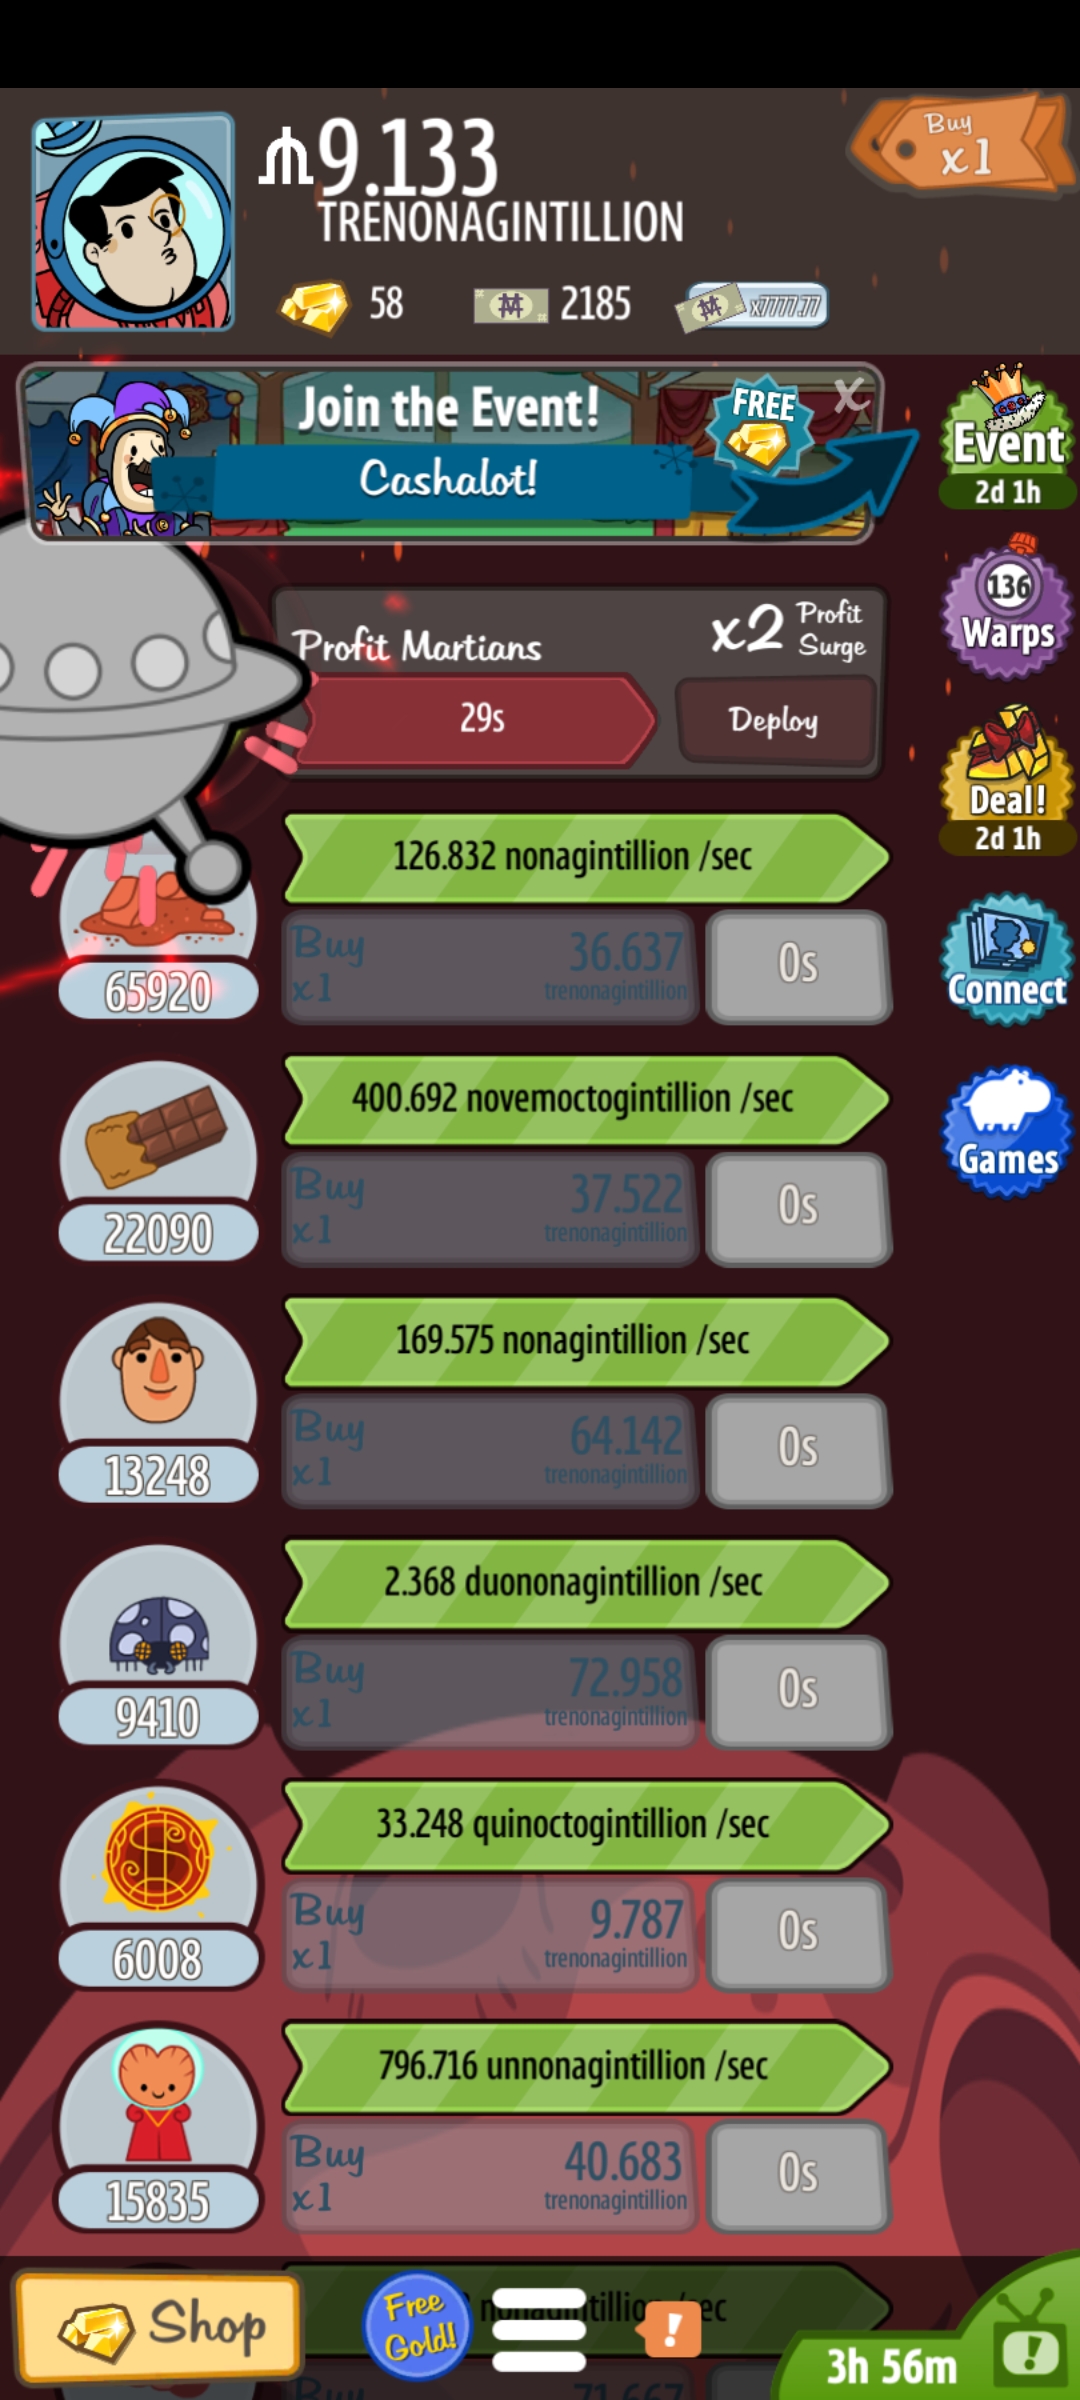 9.133
TRENONAGINTILLION
Buy
x1
58
2185
x7777.77
Join the Event!
Cashalot!
FREE
X
Event
2d 1h
136
Warps
Deal!
2d 1h
Connect
Games
Profit Martians
x2 Profit Surge
29s
Deploy
126.832 nonagintillion /sec
65920
Buy x1
36.637
trenonagintillion
0s
400.692 novemoctogintillion /sec
22090
Buy x1
37.522
trenonagintillion
0s
169.575 nonagintillion /sec
13248
Buy x1
64.142
trenonagintillion
0s
2.368 duononagintillion /sec
9410
Buy x1
72.958
trenonagintillion
0s
33.248 quinoctogintillion /sec
6008
Buy x1
9.787
trenonagintillion
0s
796.716 unnonagintillion /sec
15835
Buy x1
40.683
trenonagintillion
0s
Shop
Free Gold!
!
3h 56m
!